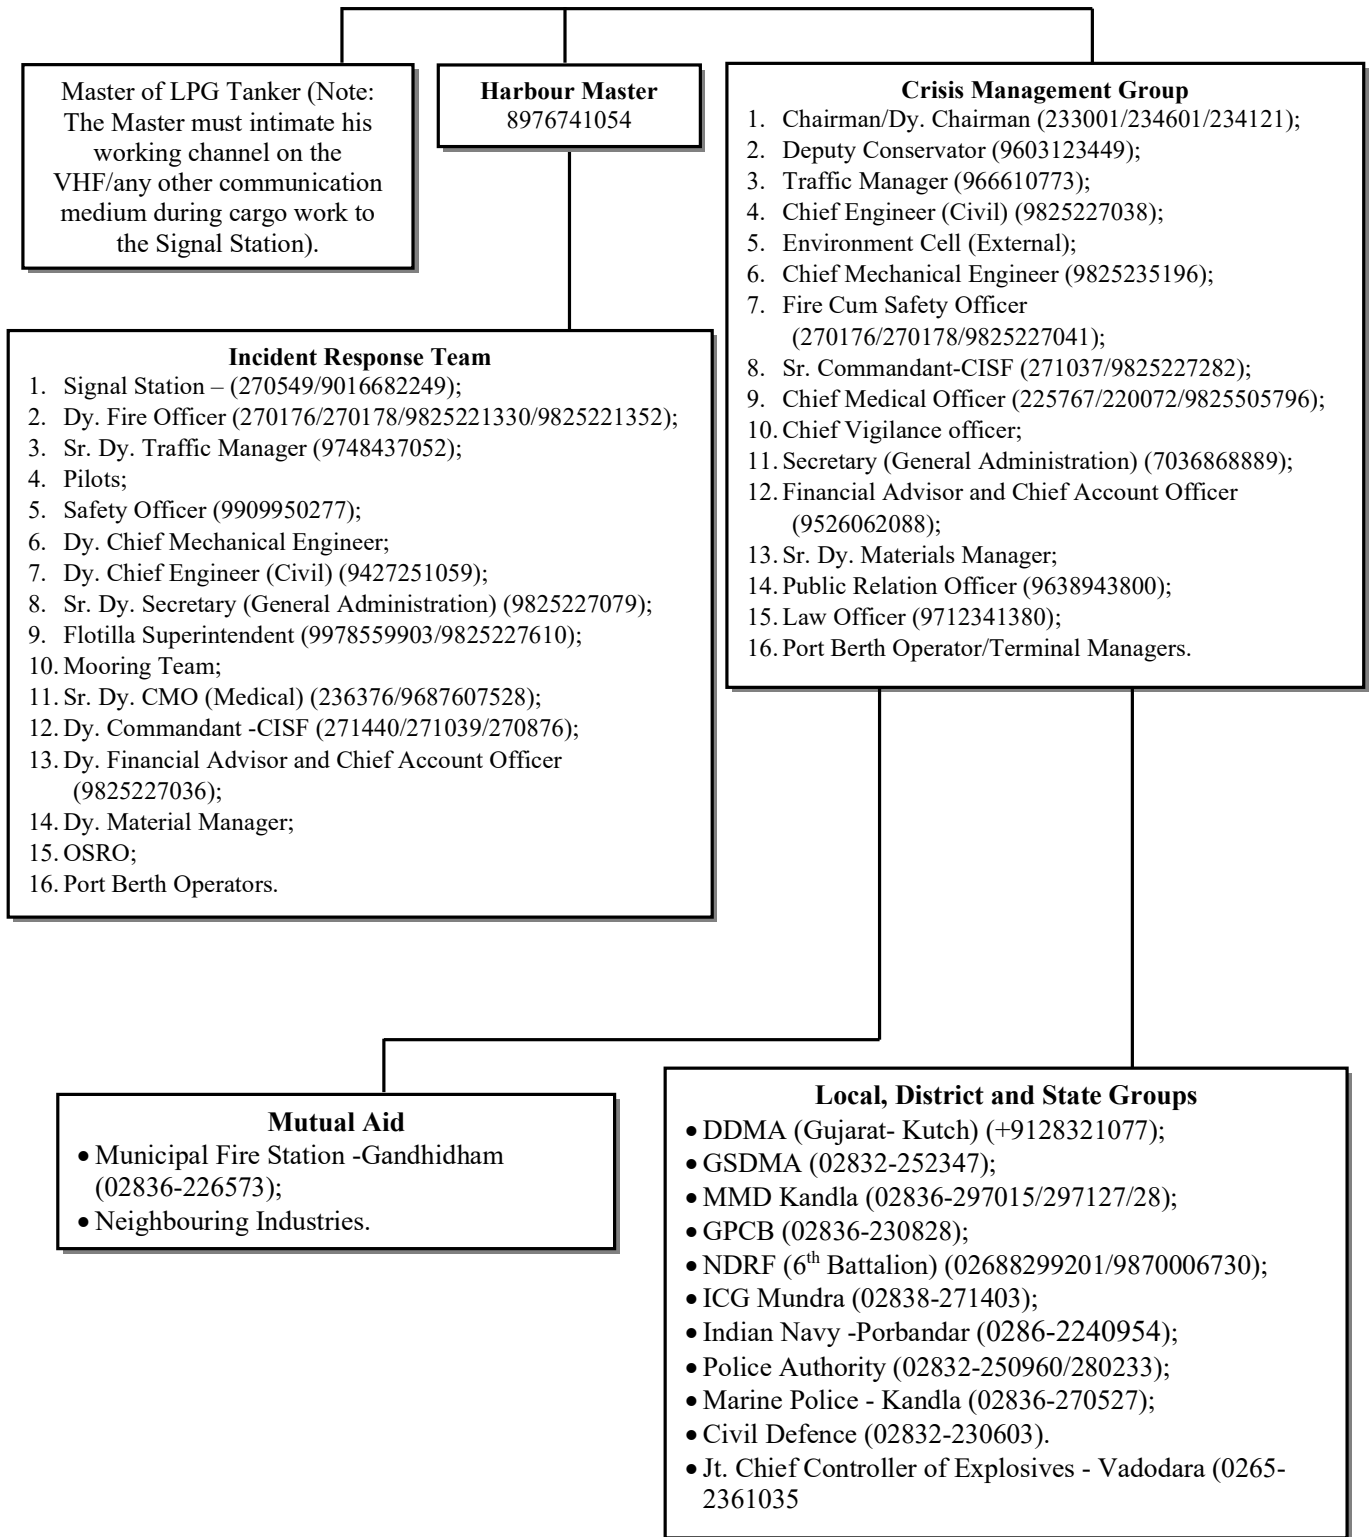 Master of LPG Tanker (Note:
The Master must intimate his
working channel on the
VHF/any other communication
medium during cargo work to
the Signal Station).
Harbour Master
8976741054
Crisis Management Group
1. Chairman/Dy. Chairman (233001/234601/234121);
2. Deputy Conservator (9603123449);
3. Traffic Manager (966610773);
4. Chief Engineer (Civil) (9825227038);
5. Environment Cell (External);
6. Chief Mechanical Engineer (9825235196);
7. Fire Cum Safety Officer
(270176/270178/9825227041);
8. Sr. Commandant-CISF (271037/9825227282);
9. Chief Medical Officer (225767/220072/9825505796);
10. Chief Vigilance officer;
11. Secretary (General Administration) (7036868889);
12. Financial Advisor and Chief Account Officer
(9526062088);
13. Sr. Dy. Materials Manager;
14. Public Relation Officer (9638943800);
15. Law Officer (9712341380);
16. Port Berth Operator/Terminal Managers.
Incident Response Team
1. Signal Station – (270549/9016682249);
2. Dy. Fire Officer (270176/270178/9825221330/9825221352);
3. Sr. Dy. Traffic Manager (9748437052);
4. Pilots;
5. Safety Officer (9909950277);
6. Dy. Chief Mechanical Engineer;
7. Dy. Chief Engineer (Civil) (9427251059);
8. Sr. Dy. Secretary (General Administration) (9825227079);
9. Flotilla Superintendent (9978559903/9825227610);
10. Mooring Team;
11. Sr. Dy. CMO (Medical) (236376/9687607528);
12. Dy. Commandant -CISF (271440/271039/270876);
13. Dy. Financial Advisor and Chief Account Officer
(9825227036);
14. Dy. Material Manager;
15. OSRO;
16. Port Berth Operators.
Mutual Aid
• Municipal Fire Station -Gandhidham
(02836-226573);
• Neighbouring Industries.
Local, District and State Groups
• DDMA (Gujarat- Kutch) (+9128321077);
• GSDMA (02832-252347);
• MMD Kandla (02836-297015/297127/28);
• GPCB (02836-230828);
• NDRF (6th Battalion) (02688299201/9870006730);
• ICG Mundra (02838-271403);
• Indian Navy -Porbandar (0286-2240954);
• Police Authority (02832-250960/280233);
• Marine Police - Kandla (02836-270527);
• Civil Defence (02832-230603).
• Jt. Chief Controller of Explosives - Vadodara (0265-
2361035